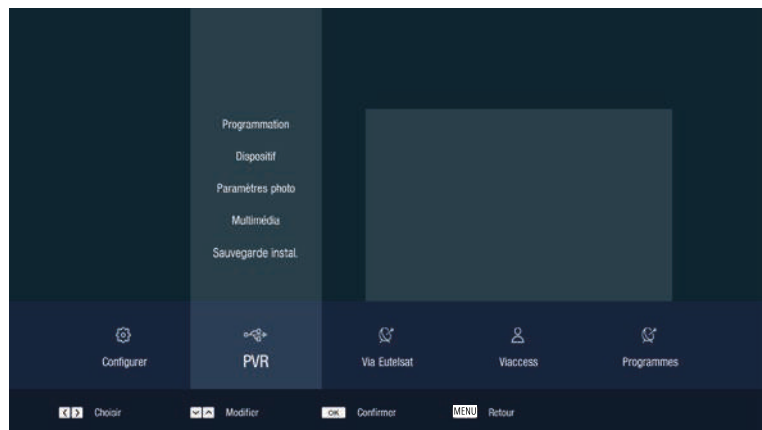 Programmation
Dispositif
Paramètres photo
Multimédia
Sauvegarde instal.
Configurer
PVR
Via Eutelsat
Viaccess
Programmes
Choisir
Modifier
OK Confirmer
MENU Retour